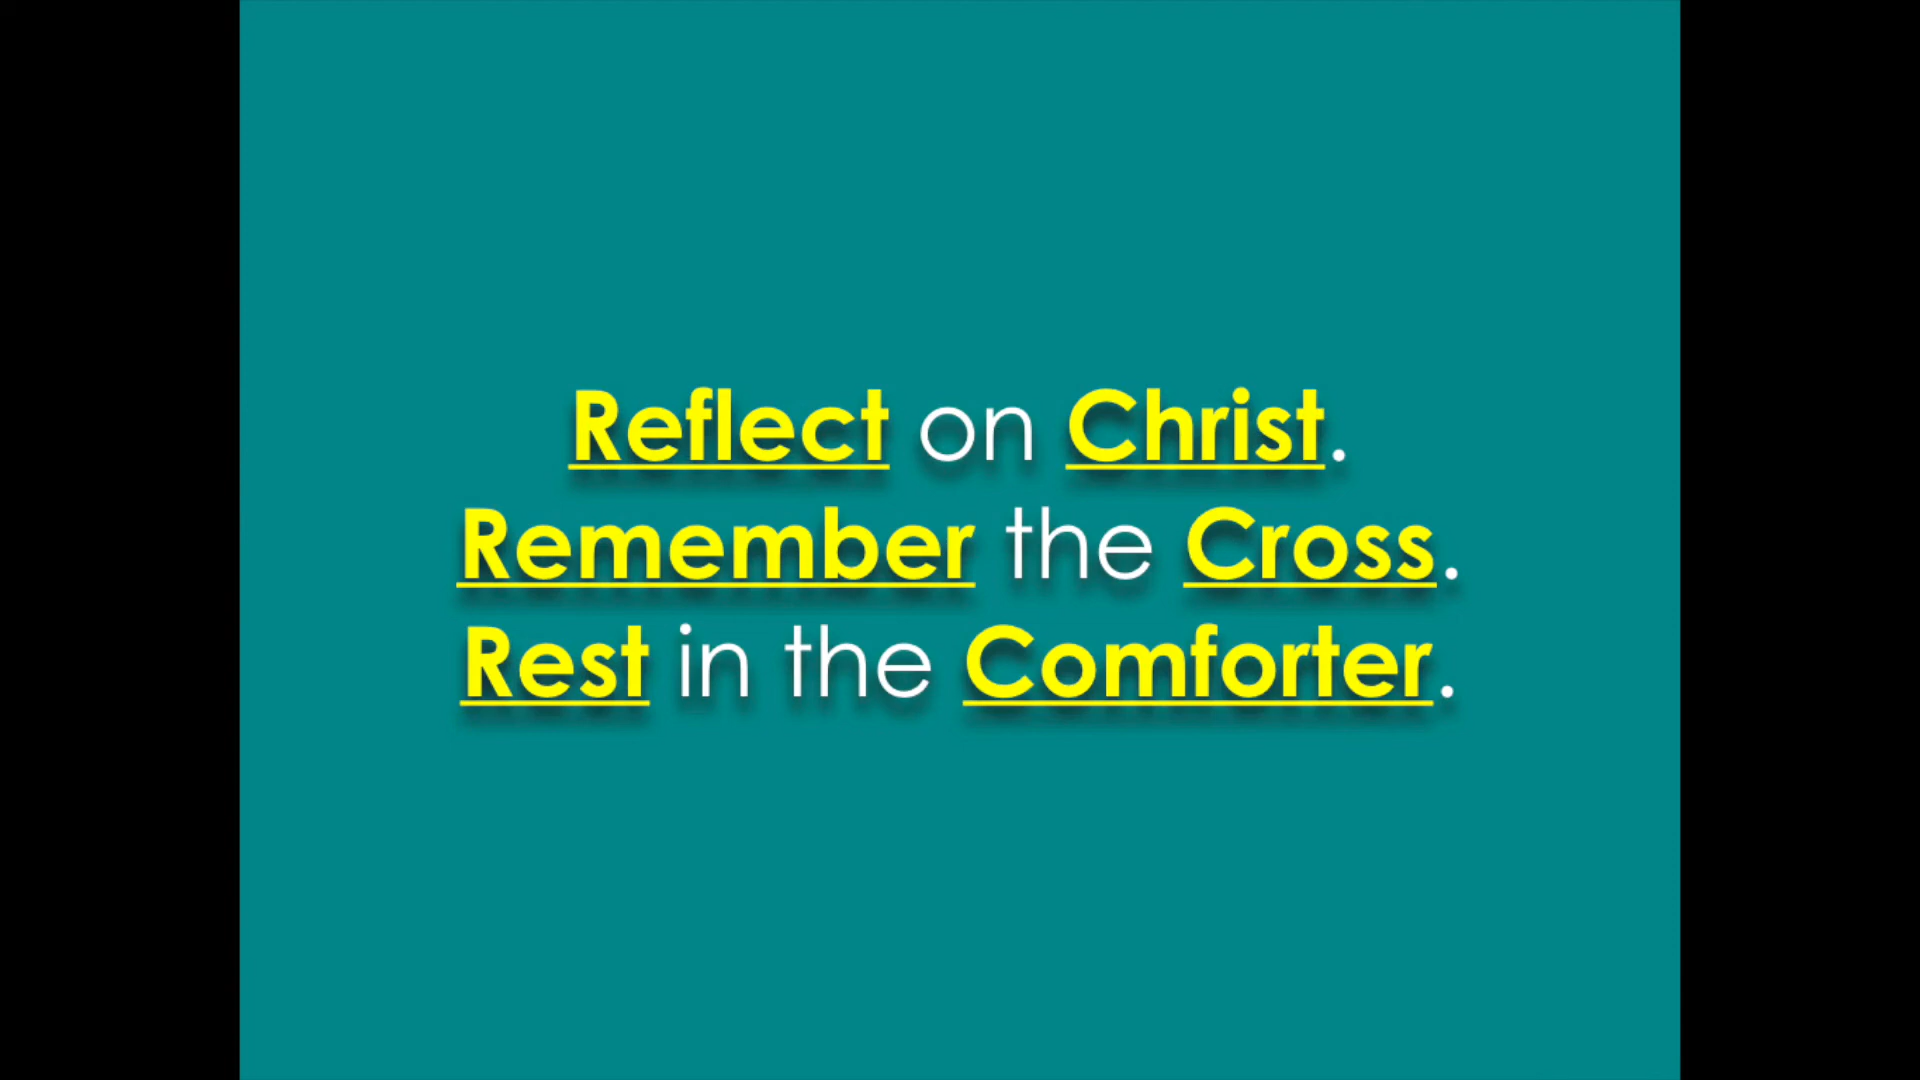 Reflect on Christ.
Remember the Cross.
Rest in the Comforter.